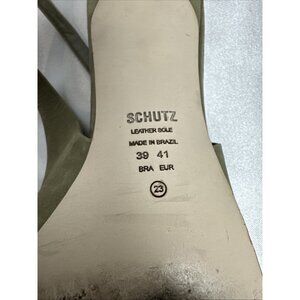 SCHUTZ
LEATHER SOLE
MADE IN BRAZIL
39 41
BRA EUR
23